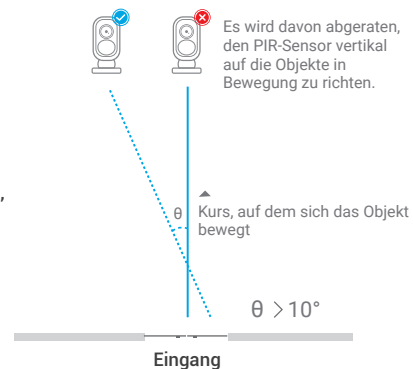 Es wird davon abgeraten,
den PIR-Sensor vertikal
auf die Objekte in
Bewegung zu richten.
,
θ
Kurs, auf dem sich das Objekt
bewegt
θ > 10°
Eingang